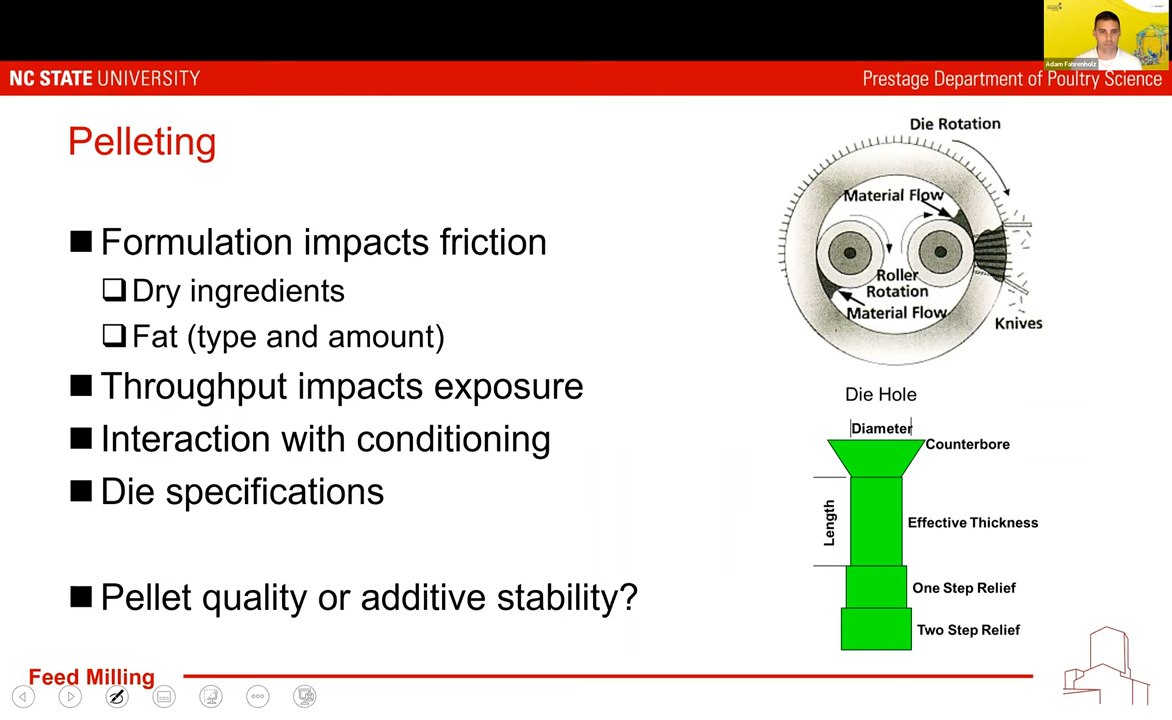 Adam Fahrenholz
NC STATE UNIVERSITY
Prestage Department of Poultry Science
Pelleting
Formulation impacts friction
Dry ingredients
Fat (type and amount)
Throughput impacts exposure
Interaction with conditioning
Die specifications
Pellet quality or additive stability?
Die Rotation
Material Flow
Roller
Rotation
Material Flow
Knives
Die Hole
Diameter
Counterbore
Length
Effective Thickness
One Step Relief
Two Step Relief
Feed Milling